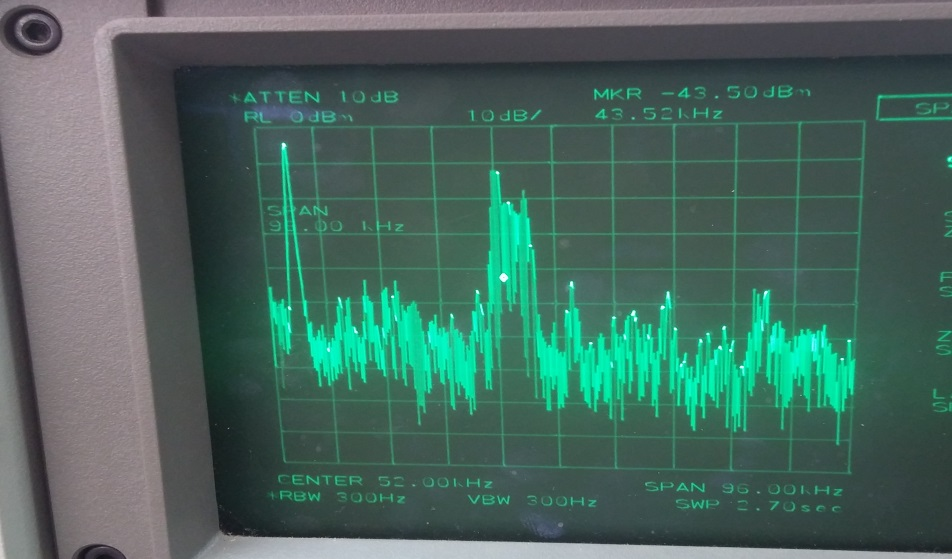 *ATTEN 10dB
RL 0dBm
10dB/
MKR -43.50dBm
43.52kHz
SP
SPAN
96.00 kHz
CENTER 52.00kHz
*RBW 300Hz
VBW 300Hz
SPAN 96.00kHz
SWP 2.70sec